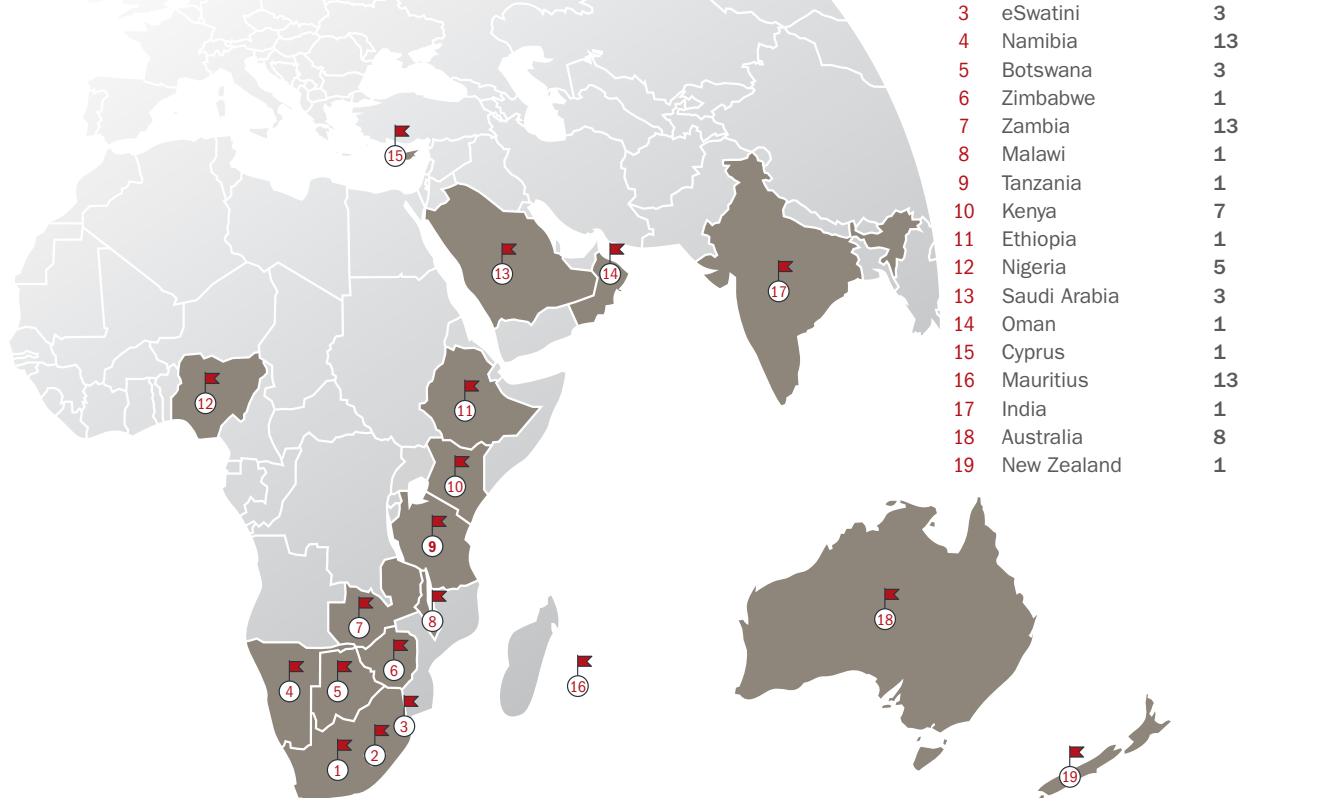 3 eSwatini 3
4 Namibia 13
5 Botswana 3
6 Zimbabwe 1
7 Zambia 13
8 Malawi 1
9 Tanzania 1
10 Kenya 7
11 Ethiopia 1
12 Nigeria 5
13 Saudi Arabia 3
14 Oman 1
15 Cyprus 1
16 Mauritius 13
17 India 1
18 Australia 8
19 New Zealand 1
15
13
14
17
12
11
10
9
18
7
8
6
4
5
16
3
2
1
19